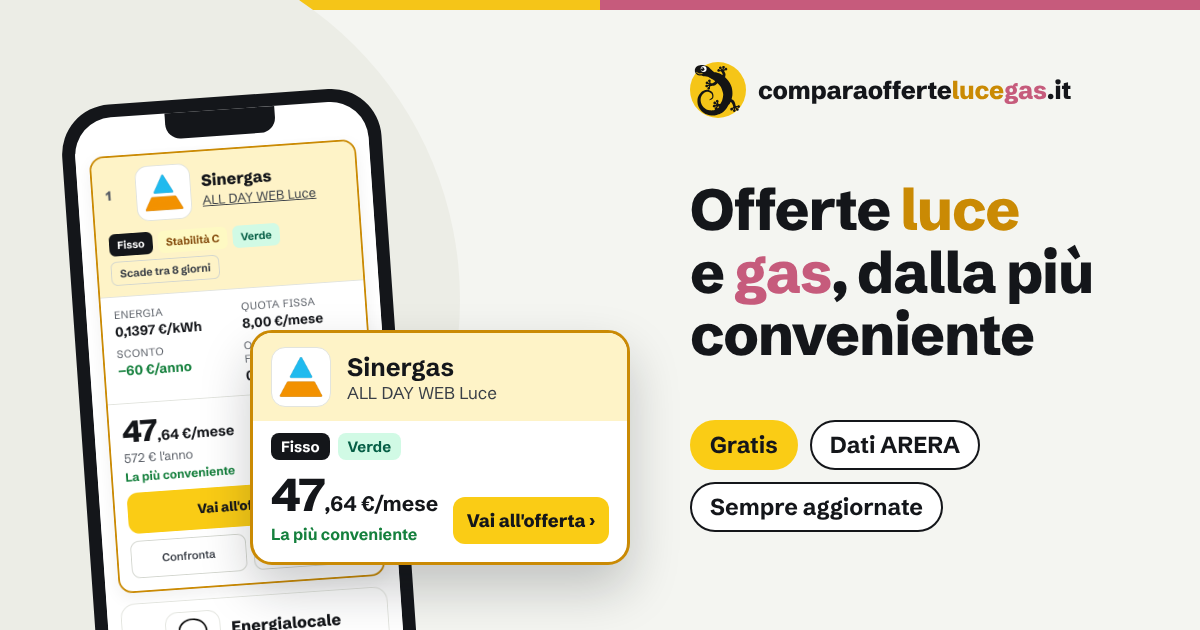 comparaoffertelucegas.it
Offerte luce
e gas, dalla più
conveniente
Gratis
Dati ARERA
Sempre aggiornate
1
Sinergas
ALL DAY WEB Luce
Fisso
Stabilità C
Verde
Scade tra 8 giorni
ENERGIA
QUOTA FISSA
0,1397 €/kWh
8,00 €/mese
SCONTO
−60 €/anno
47,64 €/mese
572 € l'anno
La più conveniente
Vai all'of
Confronta
Energialocale
Sinergas
ALL DAY WEB Luce
Fisso
Verde
47,64 €/mese
La più conveniente
Vai all'offerta ›